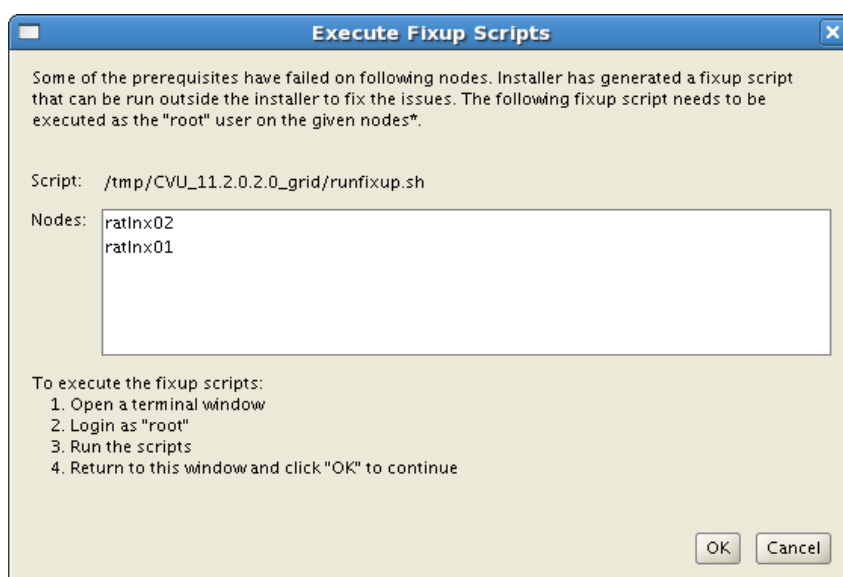 Execute Fixup Scripts
Some of the prerequisites have failed on following nodes. Installer has generated a fixup script
that can be run outside the installer to fix the issues. The following fixup script needs to be
executed as the "root" user on the given nodes*.
Script: /tmp/CVU_11.2.0.2.0_grid/runfixup.sh
Nodes: ratlnx02
ratlnx01
To execute the fixup scripts:
1. Open a terminal window
2. Login as "root"
3. Run the scripts
4. Return to this window and click "OK" to continue
OK Cancel